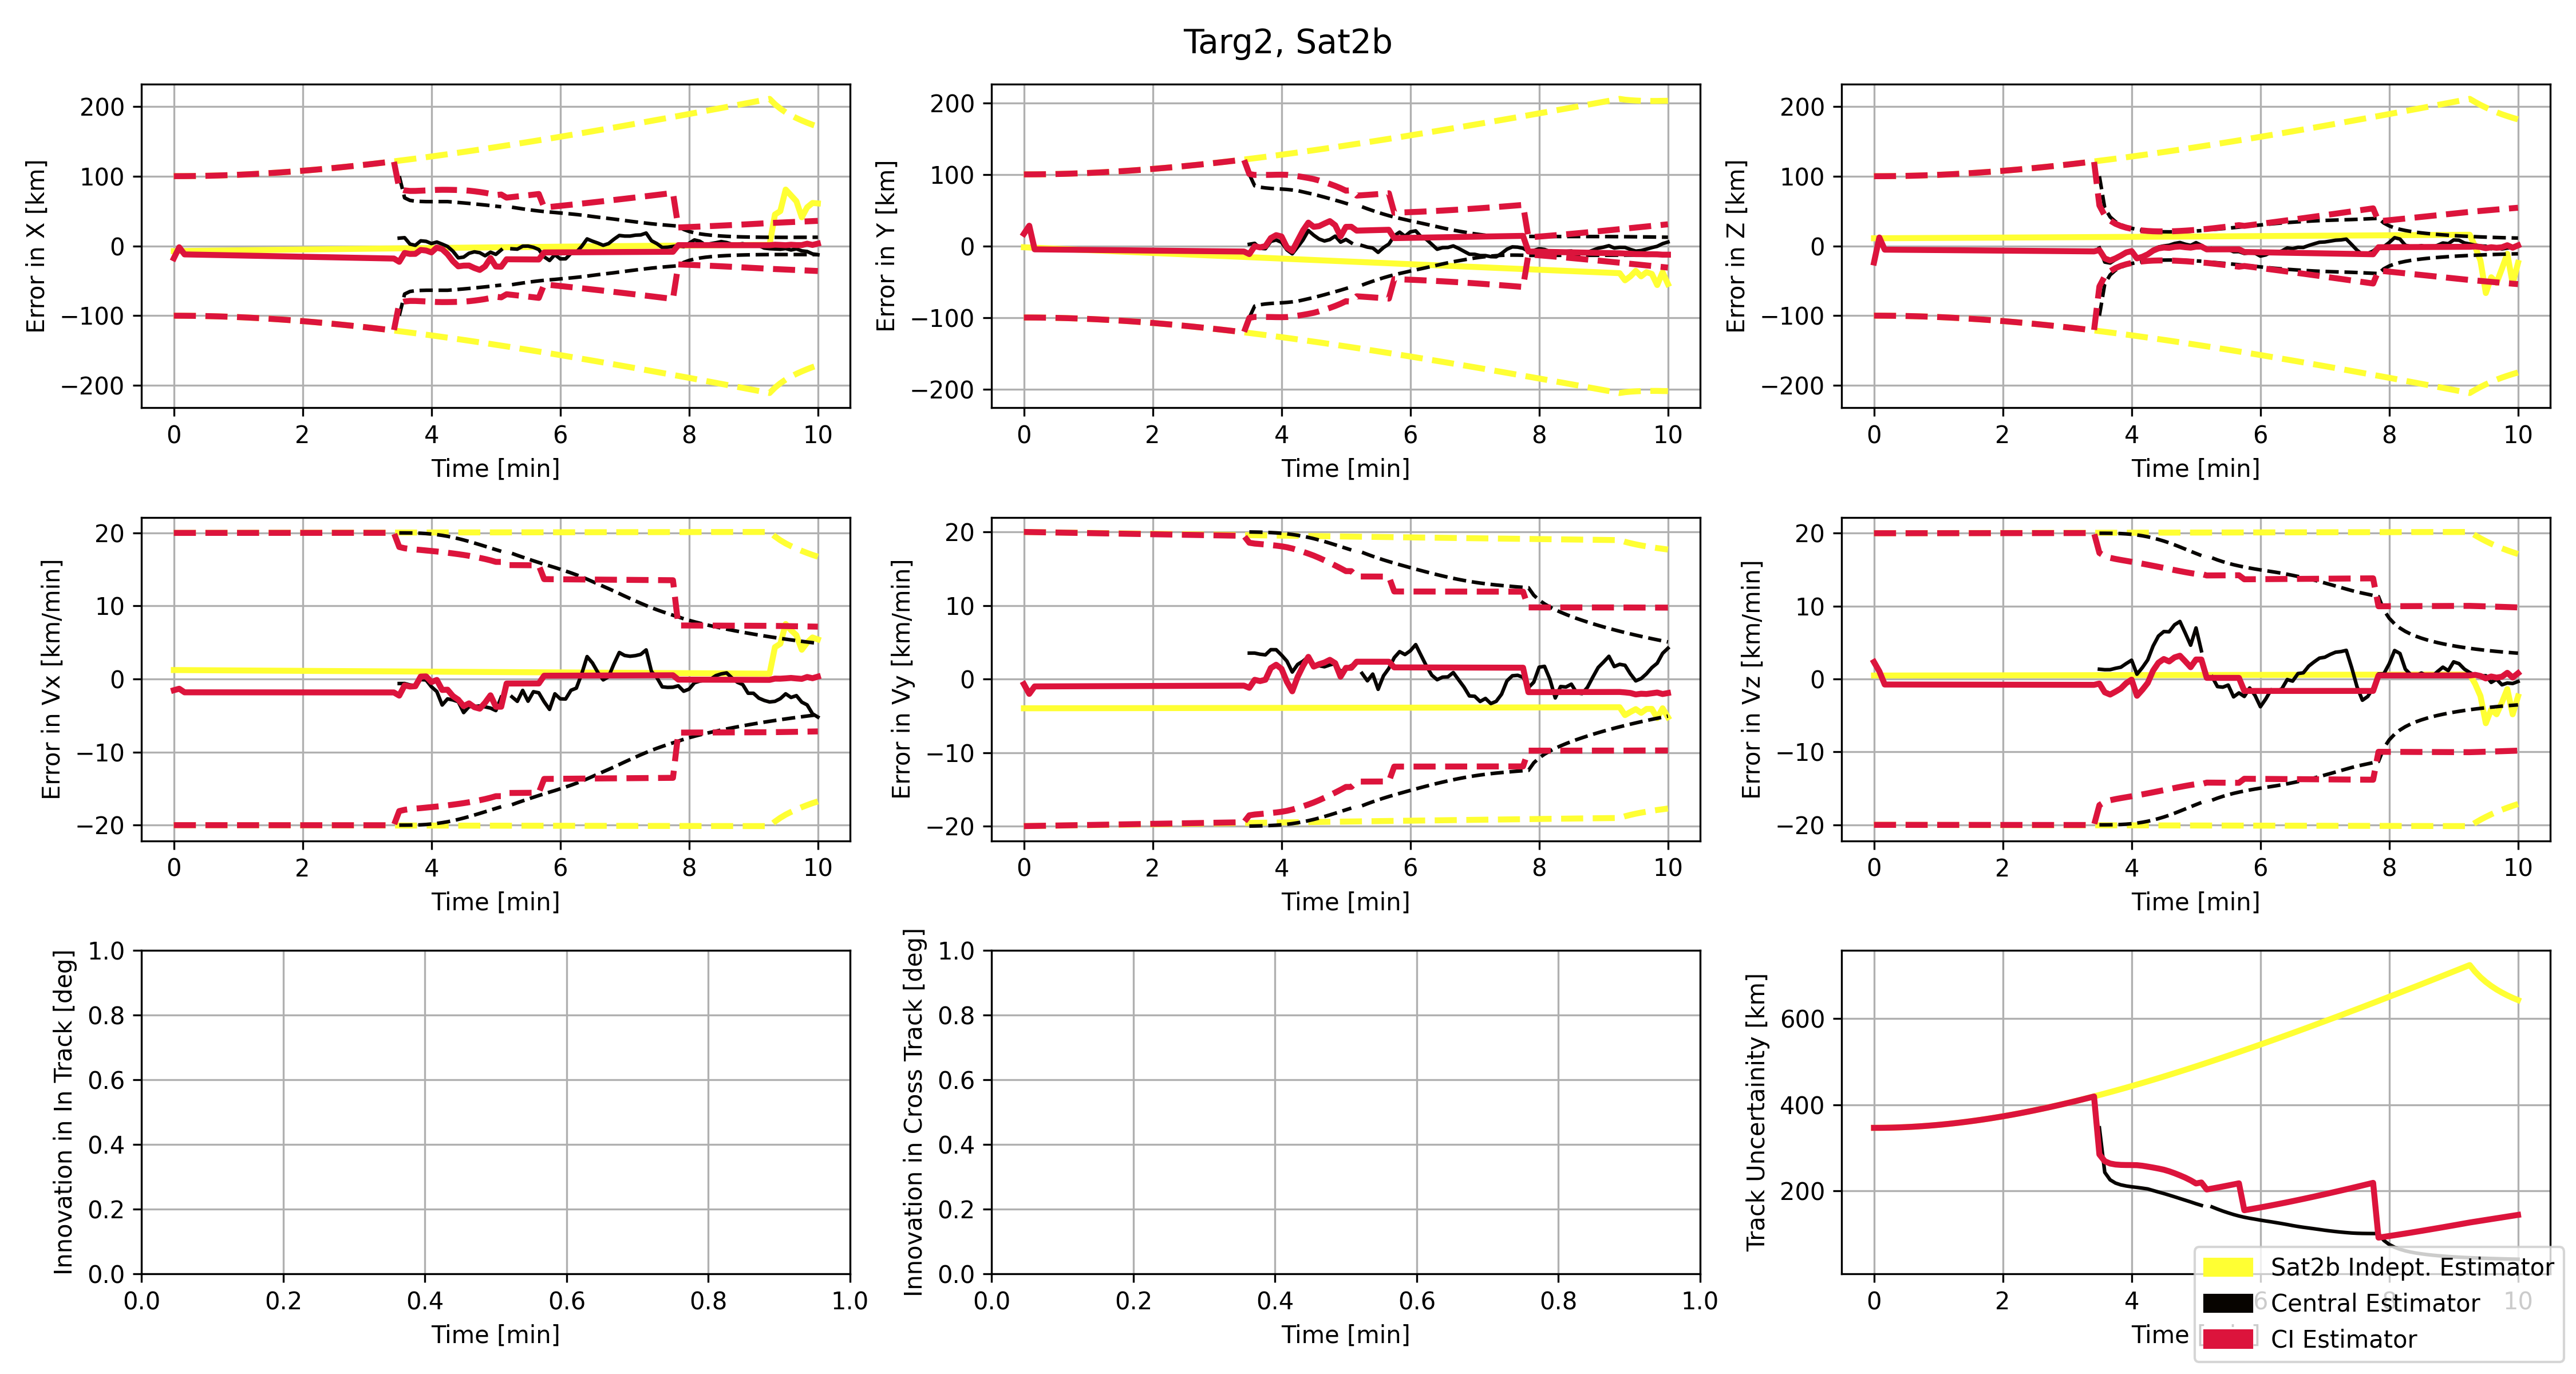 Targ2, Sat2b
Error in X [km]
200
100
0
−100
−200
0 2 4 6 8 10
Time [min]
Error in Y [km]
200
100
0
−100
−200
0 2 4 6 8 10
Time [min]
Error in Z [km]
200
100
0
−100
−200
0 2 4 6 8 10
Time [min]
Error in Vx [km/min]
20
10
0
−10
−20
0 2 4 6 8 10
Time [min]
Error in Vy [km/min]
20
10
0
−10
−20
0 2 4 6 8 10
Time [min]
Error in Vz [km/min]
20
10
0
−10
−20
0 2 4 6 8 10
Time [min]
Innovation in In Track [deg]
1.0
0.8
0.6
0.4
0.2
0.0
0.0 0.2 0.4 0.6 0.8 1.0
Time [min]
Innovation in Cross Track [deg]
1.0
0.8
0.6
0.4
0.2
0.0
0.0 0.2 0.4 0.6 0.8 1.0
Time [min]
Track Uncertainity [km]
600
400
200
0 2 4 6 8 10
Time
Sat2b Indept. Estimator
Central Estimator
CI Estimator